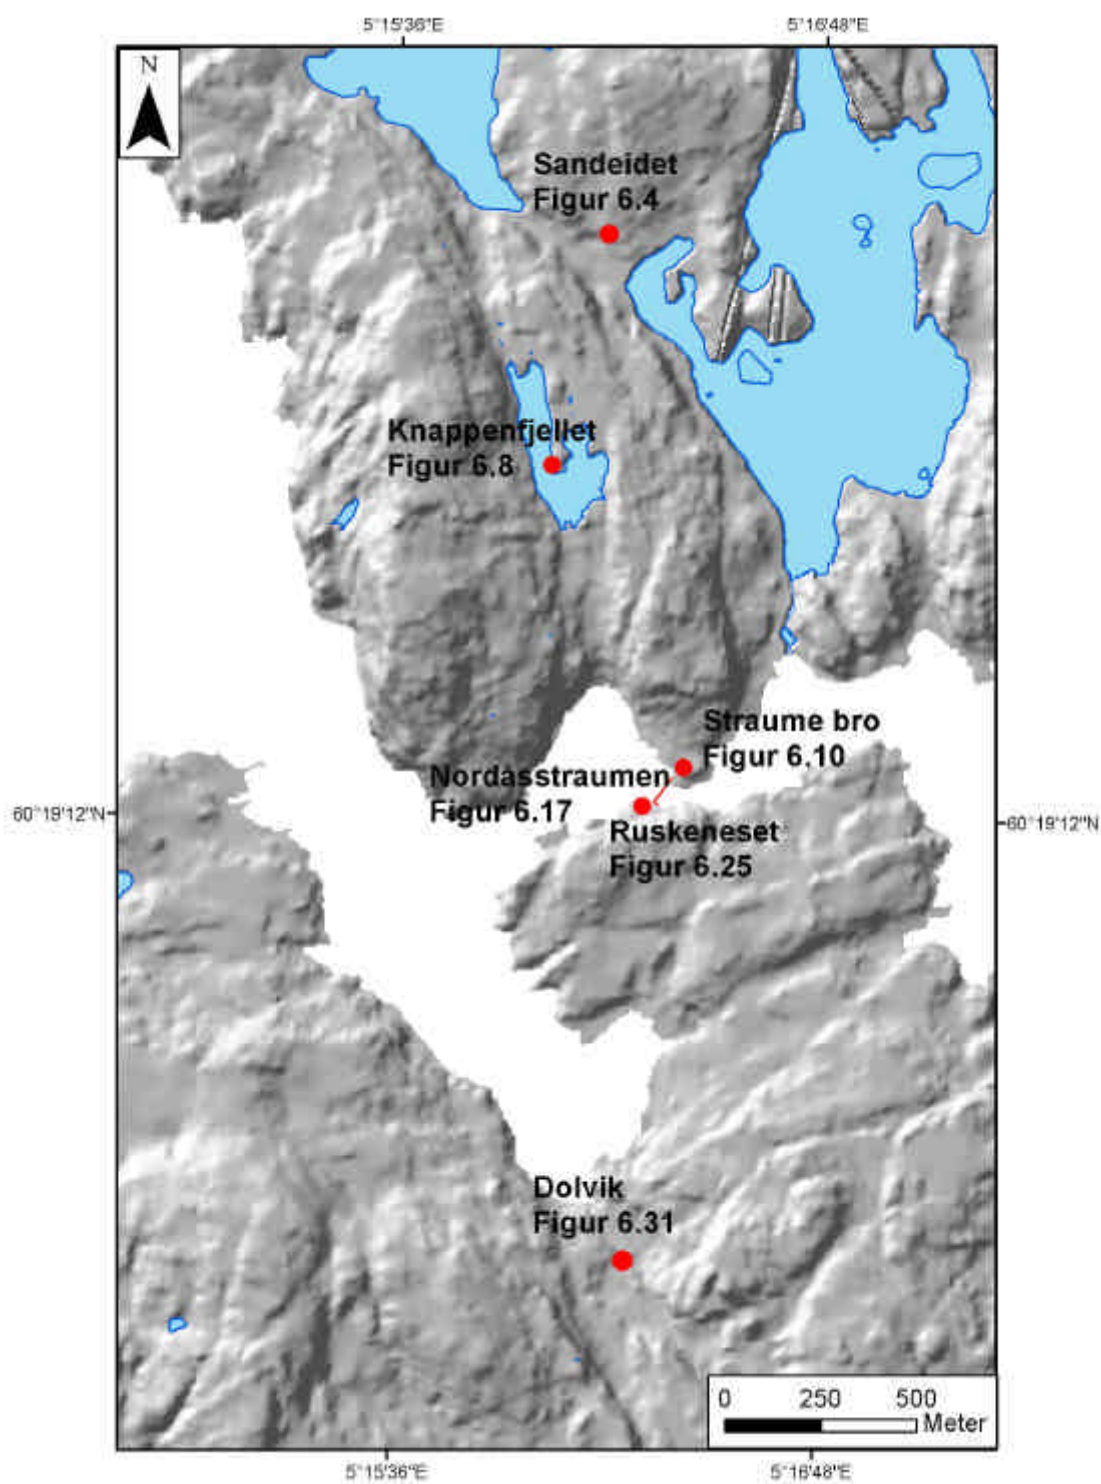 5°15'36"E
5°16'48"E
N
Sandeidet
Figur 6.4
Knappenfjellet
Figur 6.8
Straume bro
Figur 6.10
Nordåsstraumen
Figur 6.17
60°19'12"N
60°19'12"N
Ruskeneset
Figur 6.25
Dolvik
Figur 6.31
0 250 500
Meter
5°15'36"E
5°16'48"E